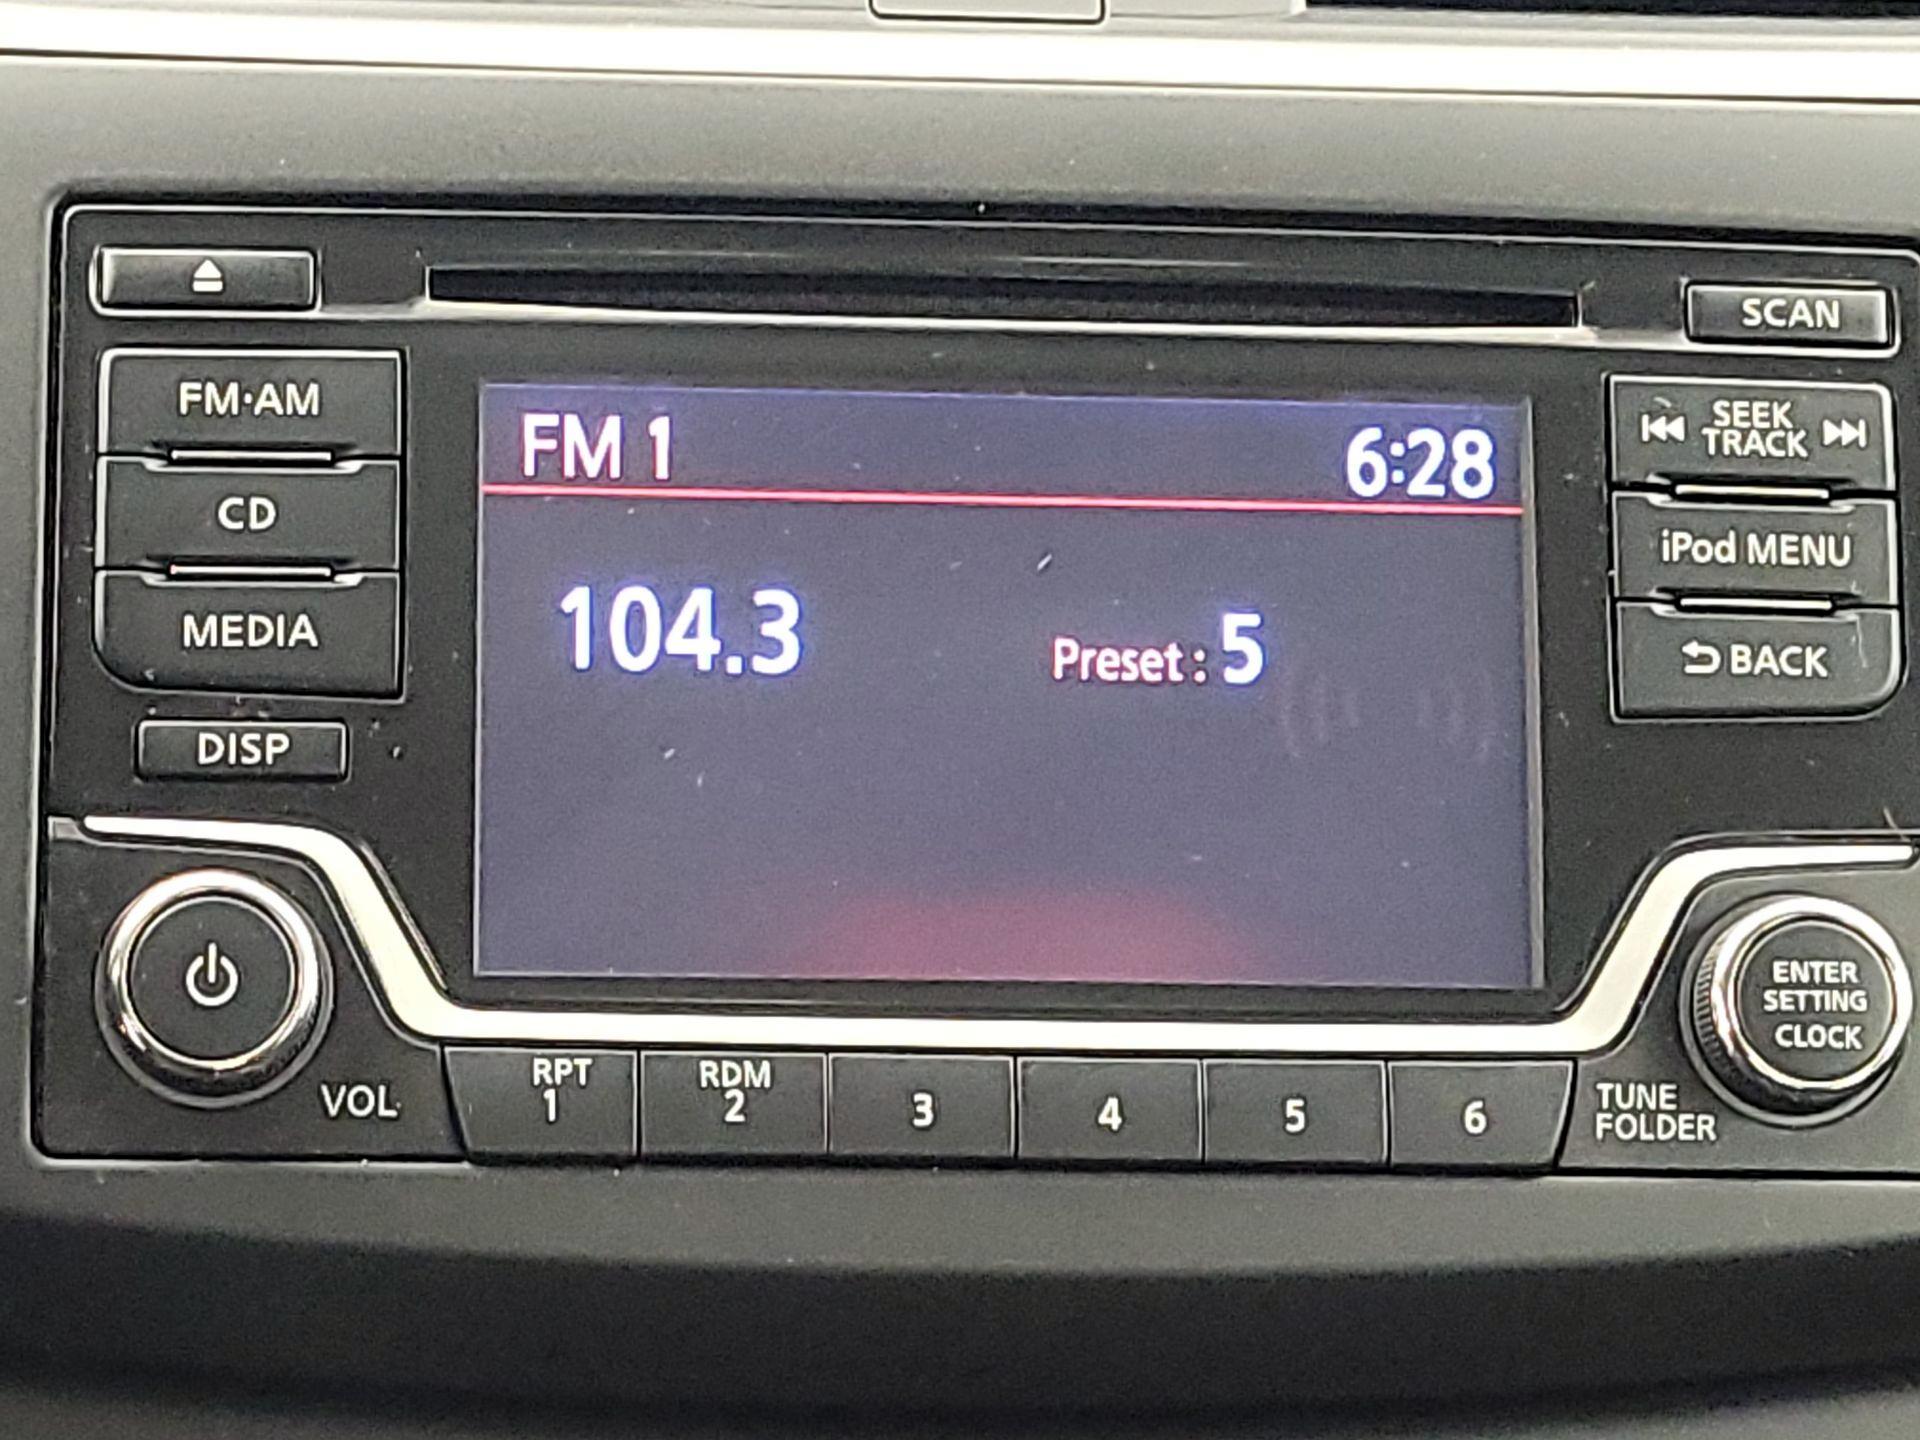 SCAN
FM·AM
CD
MEDIA
DISP
FM 1
6:28
104.3
Preset : 5
SEEK
TRACK
iPod MENU
BACK
VOL
RPT
1
RDM
2
3
4
5
6
TUNE
FOLDER
ENTER
SETTING
CLOCK